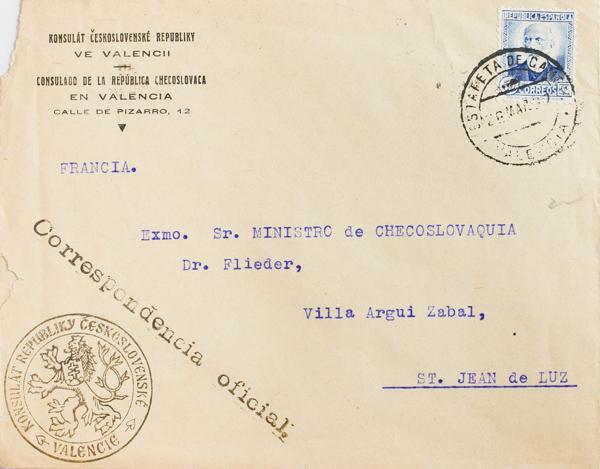 KONSULÁT ČESKOSLOVENSKÉ REPUBLIKY
VE VALENCII
CONSULADO DE LA REPÚBLICA CHECOSLOVACA
EN VALENCIA
CALLE DE PIZARRO, 12
REPUBLICA ESPAÑOLA
CORREOS
ESTAFETA DE
MAR
VALENCIA
FRANCIA.
Exmo. Sr. MINISTRO de CHECOSLOVAQUIA
Dr. Flieder,
Villa Argui Zabal,
ST. JEAN de LUZ
Correspondencia oficial.
KONSULÁT REPUBLIKY ČESKOSLOVENSKÉ
VALENCIE